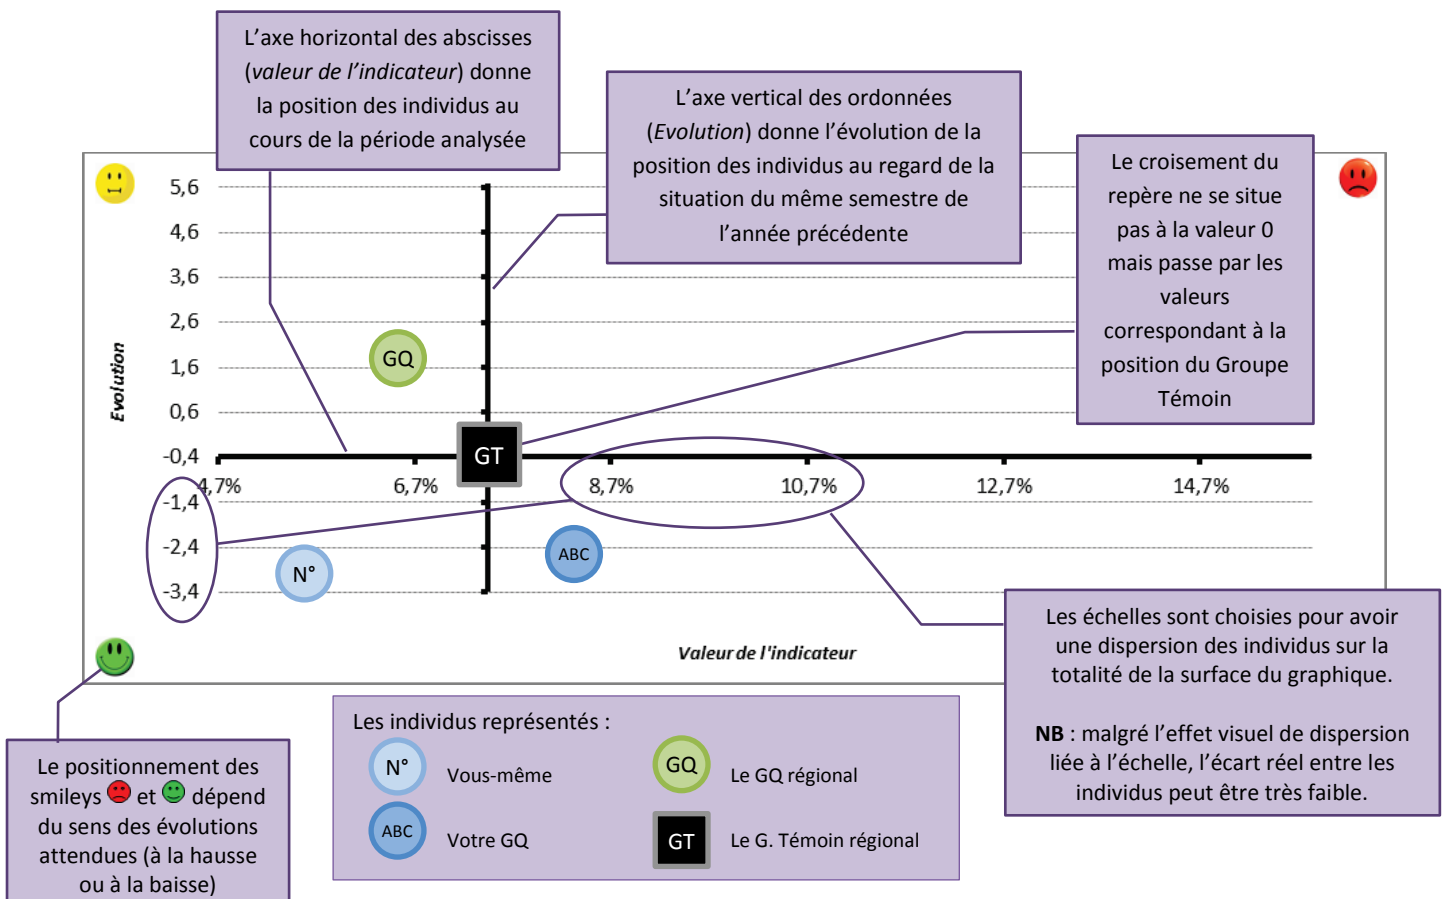 L'axe horizontal des abscisses
(valeur de l'indicateur) donne
la position des individus au
cours de la période analysée
L'axe vertical des ordonnées
(Evolution) donne l'évolution de la
position des individus au regard de la
situation du même semestre de
l'année précédente
Le croisement du
repère ne se situe
pas à la valeur 0
mais passe par les
valeurs
correspondant à la
position du Groupe
Témoin
5,6
4,6
3,6
2,6
1,6
0,6
-0,4
-1,4
-2,4
-3,4
Evolution
GQ
GT
4,7%
6,7%
8,7%
10,7%
12,7%
14,7%
N°
ABC
Valeur de l'indicateur
Les échelles sont choisies pour avoir
une dispersion des individus sur la
totalité de la surface du graphique.
NB : malgré l'effet visuel de dispersion
liée à l'échelle, l'écart réel entre les
individus peut être très faible.
Le positionnement des
smileys et dépend
du sens des évolutions
attendues (à la hausse
ou à la baisse)
Les individus représentés :
N° Vous-même
GQ Le GQ régional
ABC Votre GQ
GT Le G. Témoin régional